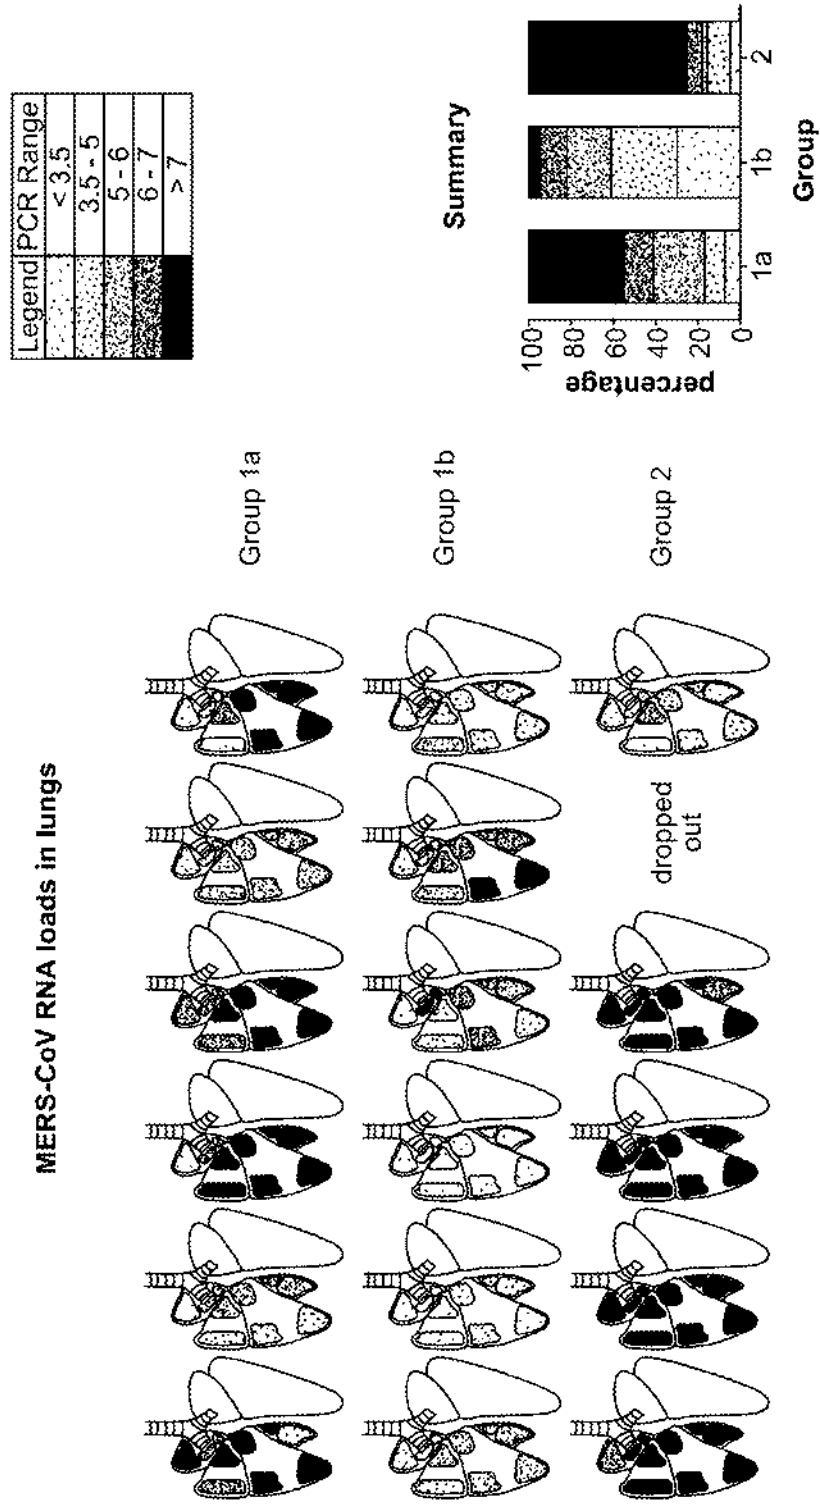 MERS-CoV RNA loads in lungs
Group 1a
Group 1b
dropped
out
Group 2
Legend PCR Range
< 3.5
3.5 - 5
5 - 6
6 - 7
> 7
Summary
percentage
100
80
60
40
20
0
1a
1b
2
Group